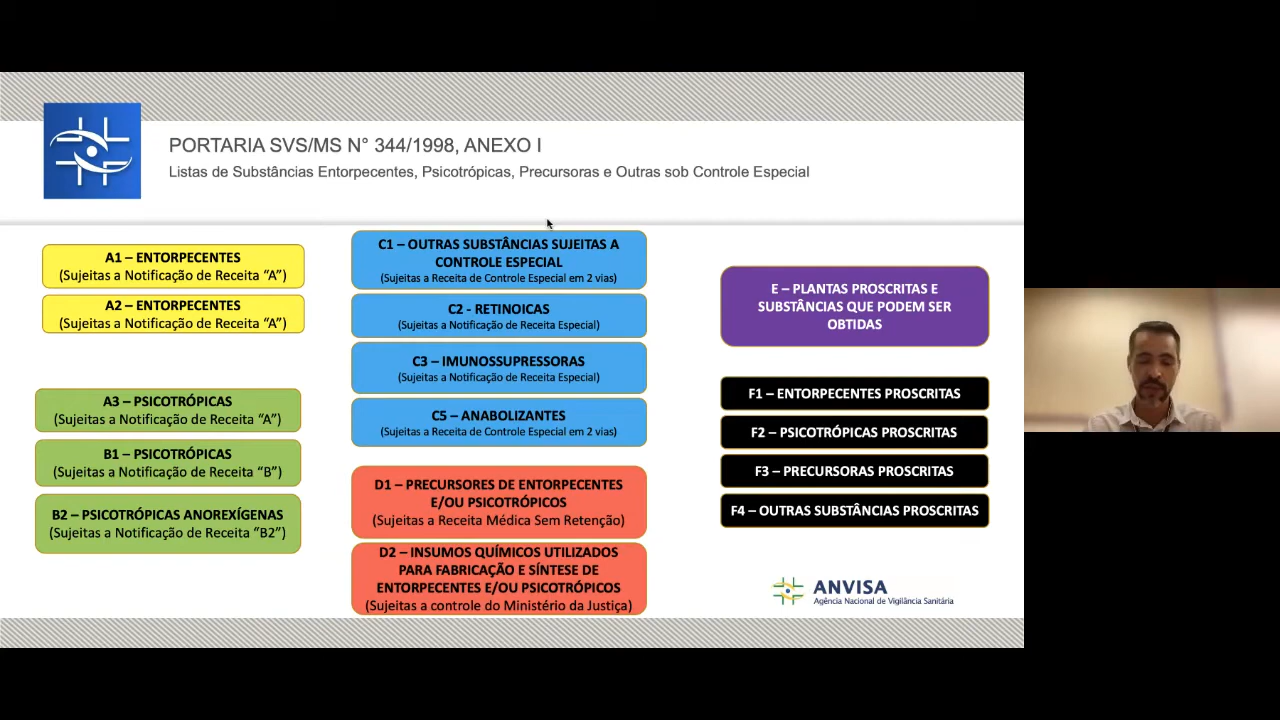 PORTARIA SVS/MS N° 344/1998, ANEXO I
Listas de Substâncias Entorpecentes, Psicotrópicas, Precursoras e Outras sob Controle Especial
A1 – ENTORPECENTES
(Sujeitas a Notificação de Receita “A”)
A2 – ENTORPECENTES
(Sujeitas a Notificação de Receita “A”)
A3 – PSICOTRÓPICAS
(Sujeitas a Notificação de Receita “A”)
B1 – PSICOTRÓPICAS
(Sujeitas a Notificação de Receita “B”)
B2 – PSICOTRÓPICAS ANOREXÍGENAS
(Sujeitas a Notificação de Receita “B2”)
C1 – OUTRAS SUBSTÂNCIAS SUJEITAS A
CONTROLE ESPECIAL
(Sujeitas a Receita de Controle Especial em 2 vias)
C2 - RETINOICAS
(Sujeitas a Notificação de Receita Especial)
C3 – IMUNOSSUPRESSORAS
(Sujeitas a Notificação de Receita Especial)
C5 – ANABOLIZANTES
(Sujeitas a Receita de Controle Especial em 2 vias)
D1 – PRECURSORES DE ENTORPECENTES
E/OU PSICOTRÓPICOS
(Sujeitas a Receita Médica Sem Retenção)
D2 – INSUMOS QUÍMICOS UTILIZADOS
PARA FABRICAÇÃO E SÍNTESE DE
ENTORPECENTES E/OU PSICOTRÓPICOS
(Sujeitas a controle do Ministério da Justiça)
E – PLANTAS PROSCRITAS E
SUBSTÂNCIAS QUE PODEM SER
OBTIDAS
F1 – ENTORPECENTES PROSCRITAS
F2 – PSICOTRÓPICAS PROSCRITAS
F3 – PRECURSORAS PROSCRITAS
F4 – OUTRAS SUBSTÂNCIAS PROSCRITAS
ANVISA
Agência Nacional de Vigilância Sanitária